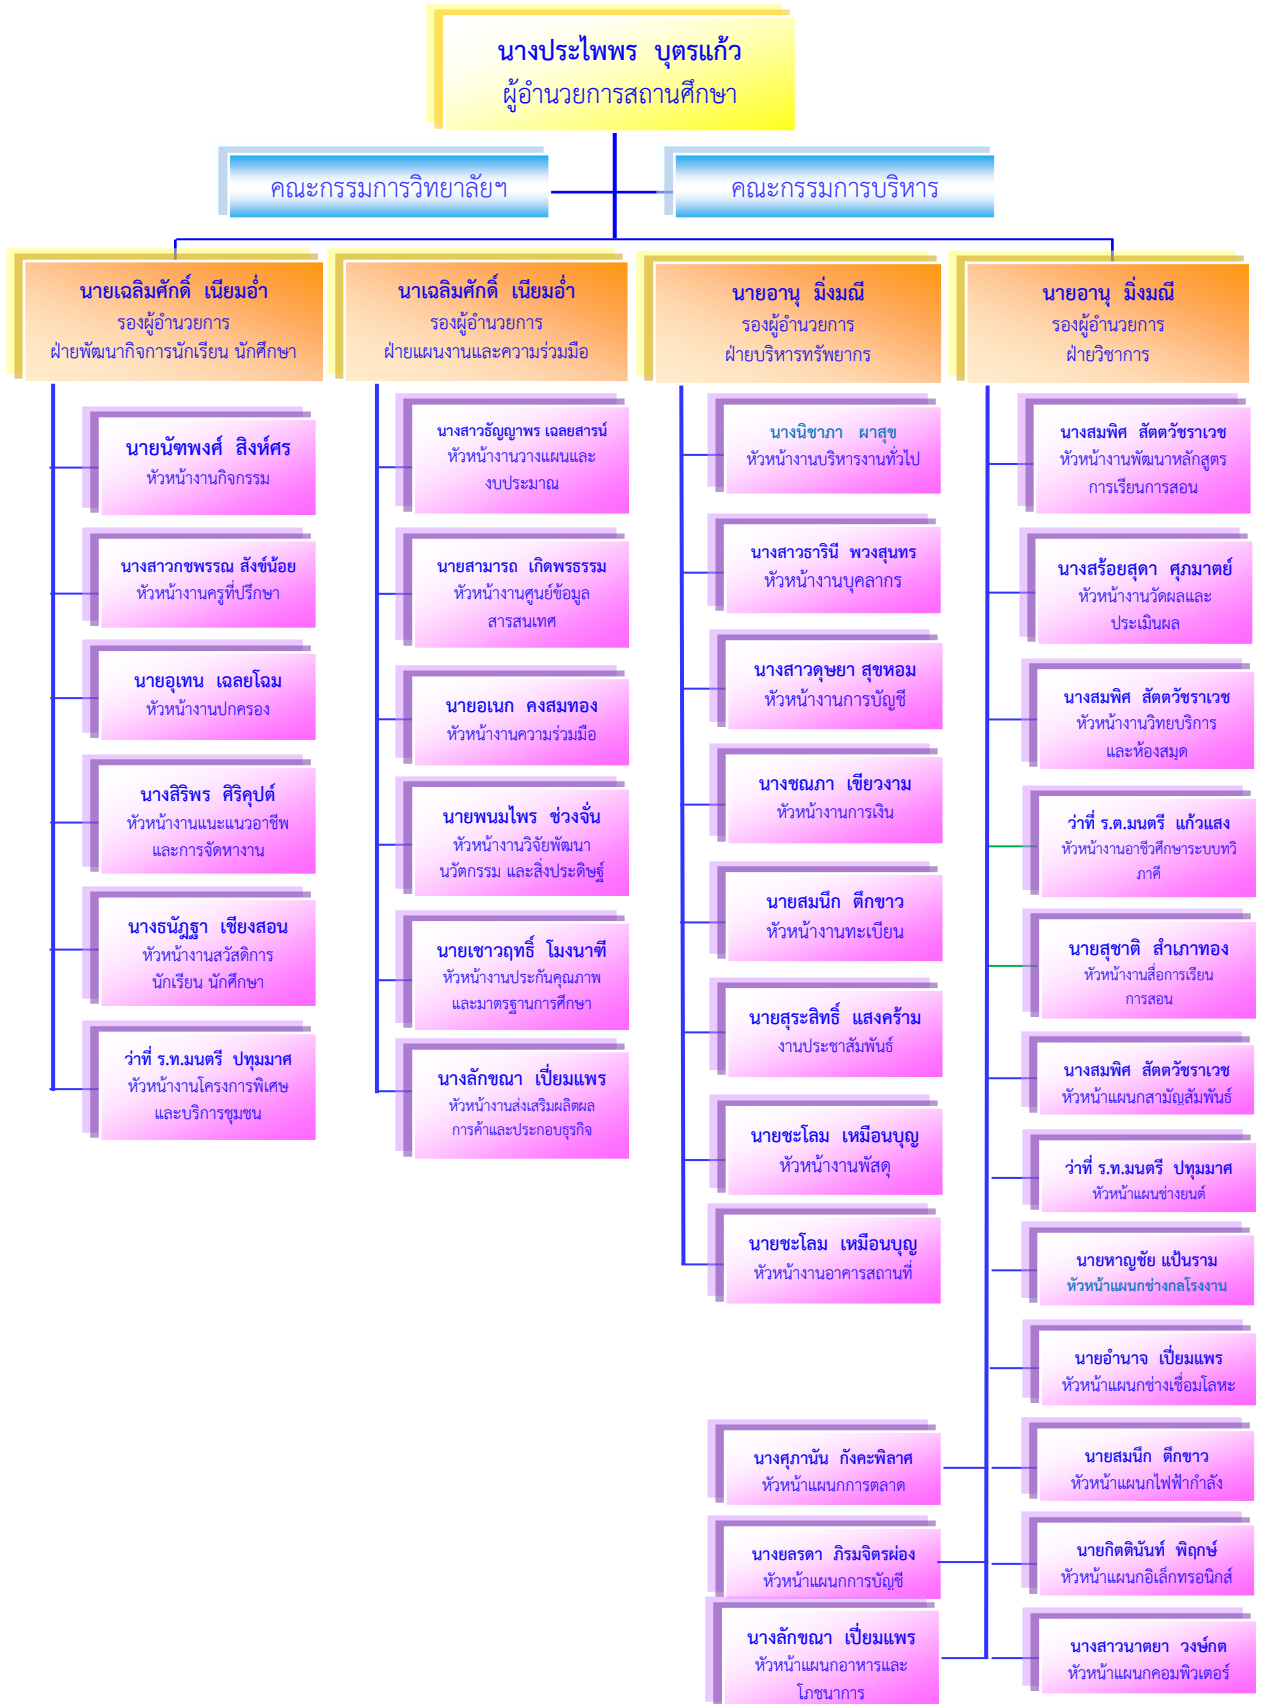 นางประไพพร บุตรแก้ว
ผู้อำนวยการสถานศึกษา
คณะกรรมการวิทยาลัยฯ
คณะกรรมการบริหาร
นายเฉลิมศักดิ์ เนียมอ่ำ
รองผู้อำนวยการ
ฝ่ายพัฒนากิจการนักเรียน นักศึกษา
นาเฉลิมศักดิ์ เนียมอ่ำ
รองผู้อำนวยการ
ฝ่ายแผนงานและความร่วมมือ
นายอานุ มิ่งมณี
รองผู้อำนวยการ
ฝ่ายบริหารทรัพยากร
นายอานุ มิ่งมณี
รองผู้อำนวยการ
ฝ่ายวิชาการ
นายนัฑพงศ์ สิงห์ศร
หัวหน้างานกิจกรรม
นางสาวกชพรรณ สังข์น้อย
หัวหน้างานครูที่ปรึกษา
นายอุเทน เฉลยโฉม
หัวหน้างานปกครอง
นางสิริพร ศิริคุปต์
หัวหน้างานแนะแนวอาชีพ
และการจัดหางาน
นางธนัฎฐา เชียงสอน
หัวหน้างานสวัสดิการ
นักเรียน นักศึกษา
ว่าที่ ร.ท.มนตรี ปทุมมาศ
หัวหน้างานโครงการพิเศษ
และบริการชุมชน
นางสาวธัญญาพร เฉลยสารน์
หัวหน้างานวางแผนและ
งบประมาณ
นายสามารถ เกิดพรธรรม
หัวหน้างานศูนย์ข้อมูล
สารสนเทศ
นายอเนก คงสมทอง
หัวหน้างานความร่วมมือ
นายพนมไพร ช่วงจั่น
หัวหน้างานวิจัยพัฒนา
นวัตกรรม และสิ่งประดิษฐ์
นายเชาวฤทธิ์ โมงนาฑี
หัวหน้างานประกันคุณภาพ
และมาตรฐานการศึกษา
นางลักขณา เปี่ยมแพร
หัวหน้างานส่งเสริมผลิตผล
การค้าและประกอบธุรกิจ
นางนิชาภา ผาสุข
หัวหน้างานบริหารงานทั่วไป
นางสาวธารินี พวงสุนทร
หัวหน้างานบุคลากร
นางสาวดุษยา สุขหอม
หัวหน้างานการบัญชี
นางชณภา เขียวงาม
หัวหน้างานการเงิน
นายสมนึก ตึกขาว
หัวหน้างานทะเบียน
นายสุระสิทธิ์ แสงคร้าม
งานประชาสัมพันธ์
นายชะโลม เหมือนบุญ
หัวหน้างานพัสดุ
นายชะโลม เหมือนบุญ
หัวหน้างานอาคารสถานที่
นางสมพิศ สัตตวัชราเวช
หัวหน้างานพัฒนาหลักสูตร
การเรียนการสอน
นางสร้อยสุดา ศุภมาตย์
หัวหน้างานวัดผลและ
ประเมินผล
นางสมพิศ สัตตวัชราเวช
หัวหน้างานวิทยบริการ
และห้องสมุด
ว่าที่ ร.ต.มนตรี แก้วแสง
หัวหน้างานอาชีวศึกษาระบบทวิ
ภาคี
นายสุชาติ สำเภาทอง
หัวหน้างานสื่อการเรียน
การสอน
นางสมพิศ สัตตวัชราเวช
หัวหน้าแผนกสามัญสัมพันธ์
ว่าที่ ร.ท.มนตรี ปทุมมาศ
หัวหน้าแผนช่างยนต์
นายหาญชัย แป้นราม
หัวหน้าแผนกช่างกลโรงงาน
นายอำนาจ เปี่ยมแพร
หัวหน้าแผนกช่างเชื่อมโลหะ
นางศุภานัน กังคะพิลาศ
หัวหน้าแผนกการตลาด
นายสมนึก ตึกขาว
หัวหน้าแผนกไฟฟ้ากำลัง
นางยลรดา ภิรมจิตรผ่อง
หัวหน้าแผนกการบัญชี
นายกิตตินันท์ พิฤกษ์
หัวหน้าแผนกอิเล็กทรอนิกส์
นางลักขณา เปี่ยมแพร
หัวหน้าแผนกอาหารและ
โภชนาการ
นางสาวนาตยา วงษ์กต
หัวหน้าแผนกคอมพิวเตอร์